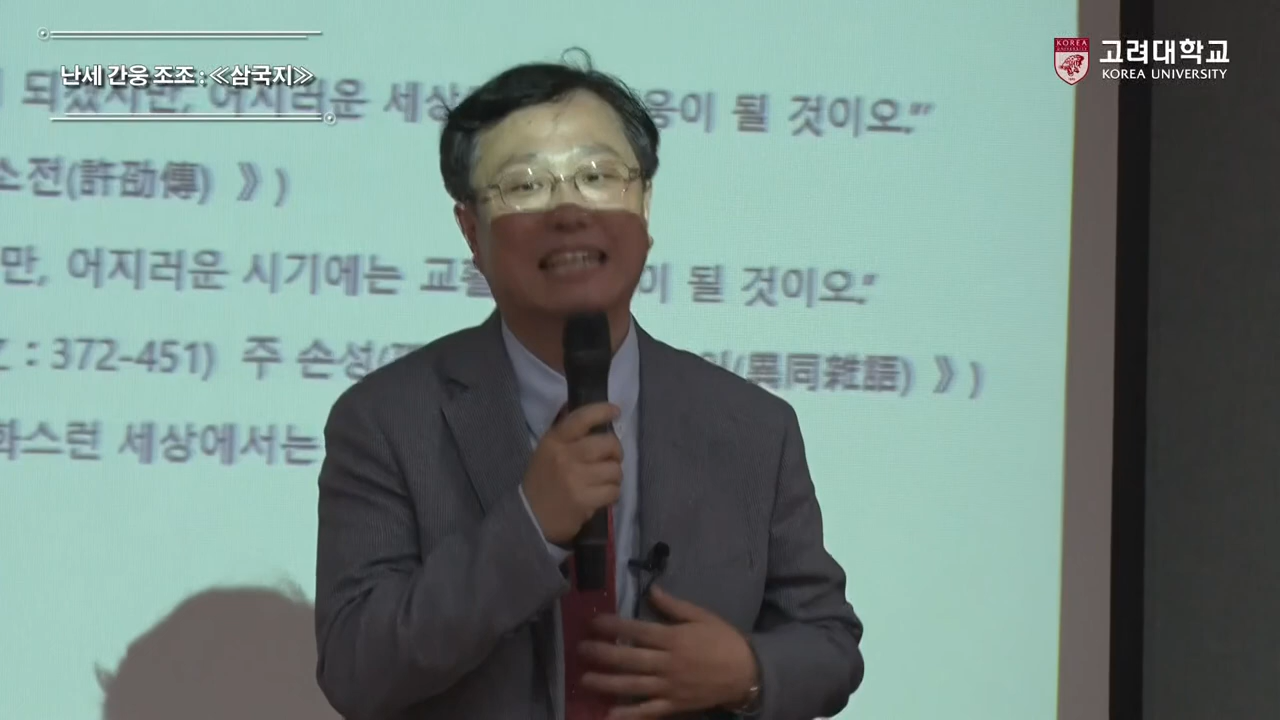 난세 간웅 조조 : ≪삼국지≫
고려대학교
KOREA UNIVERSITY
KOREA
되었지만, 어지러운 세상 웅이 될 것이오.”’
소전(許劭傳) 》)
만, 어지러운 시기에는 교활 이 될 것이오.”
: 372-451) 주 손성( (異同雜語) 》)
화스런 세상에서는